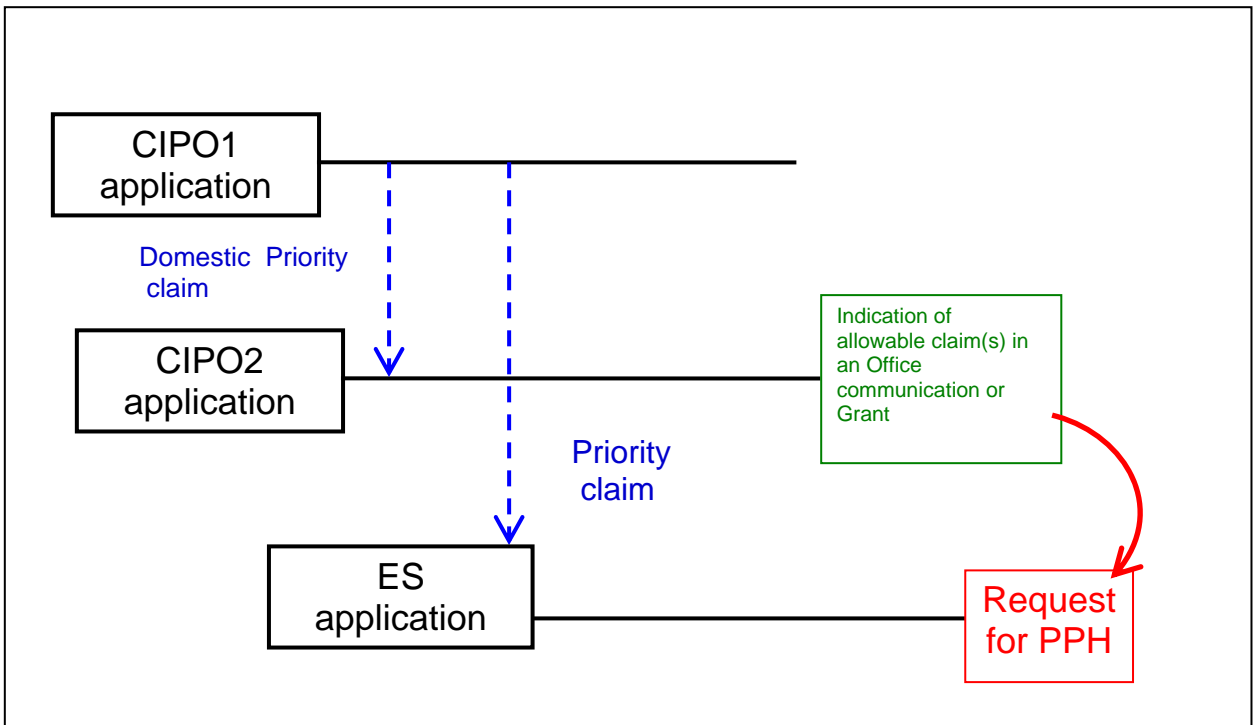 CIPO1
application
Domestic Priority
claim
CIPO2
application
Indication of
allowable claim(s) in
an Office
communication or
Grant
Priority
claim
ES
application
Request
for PPH